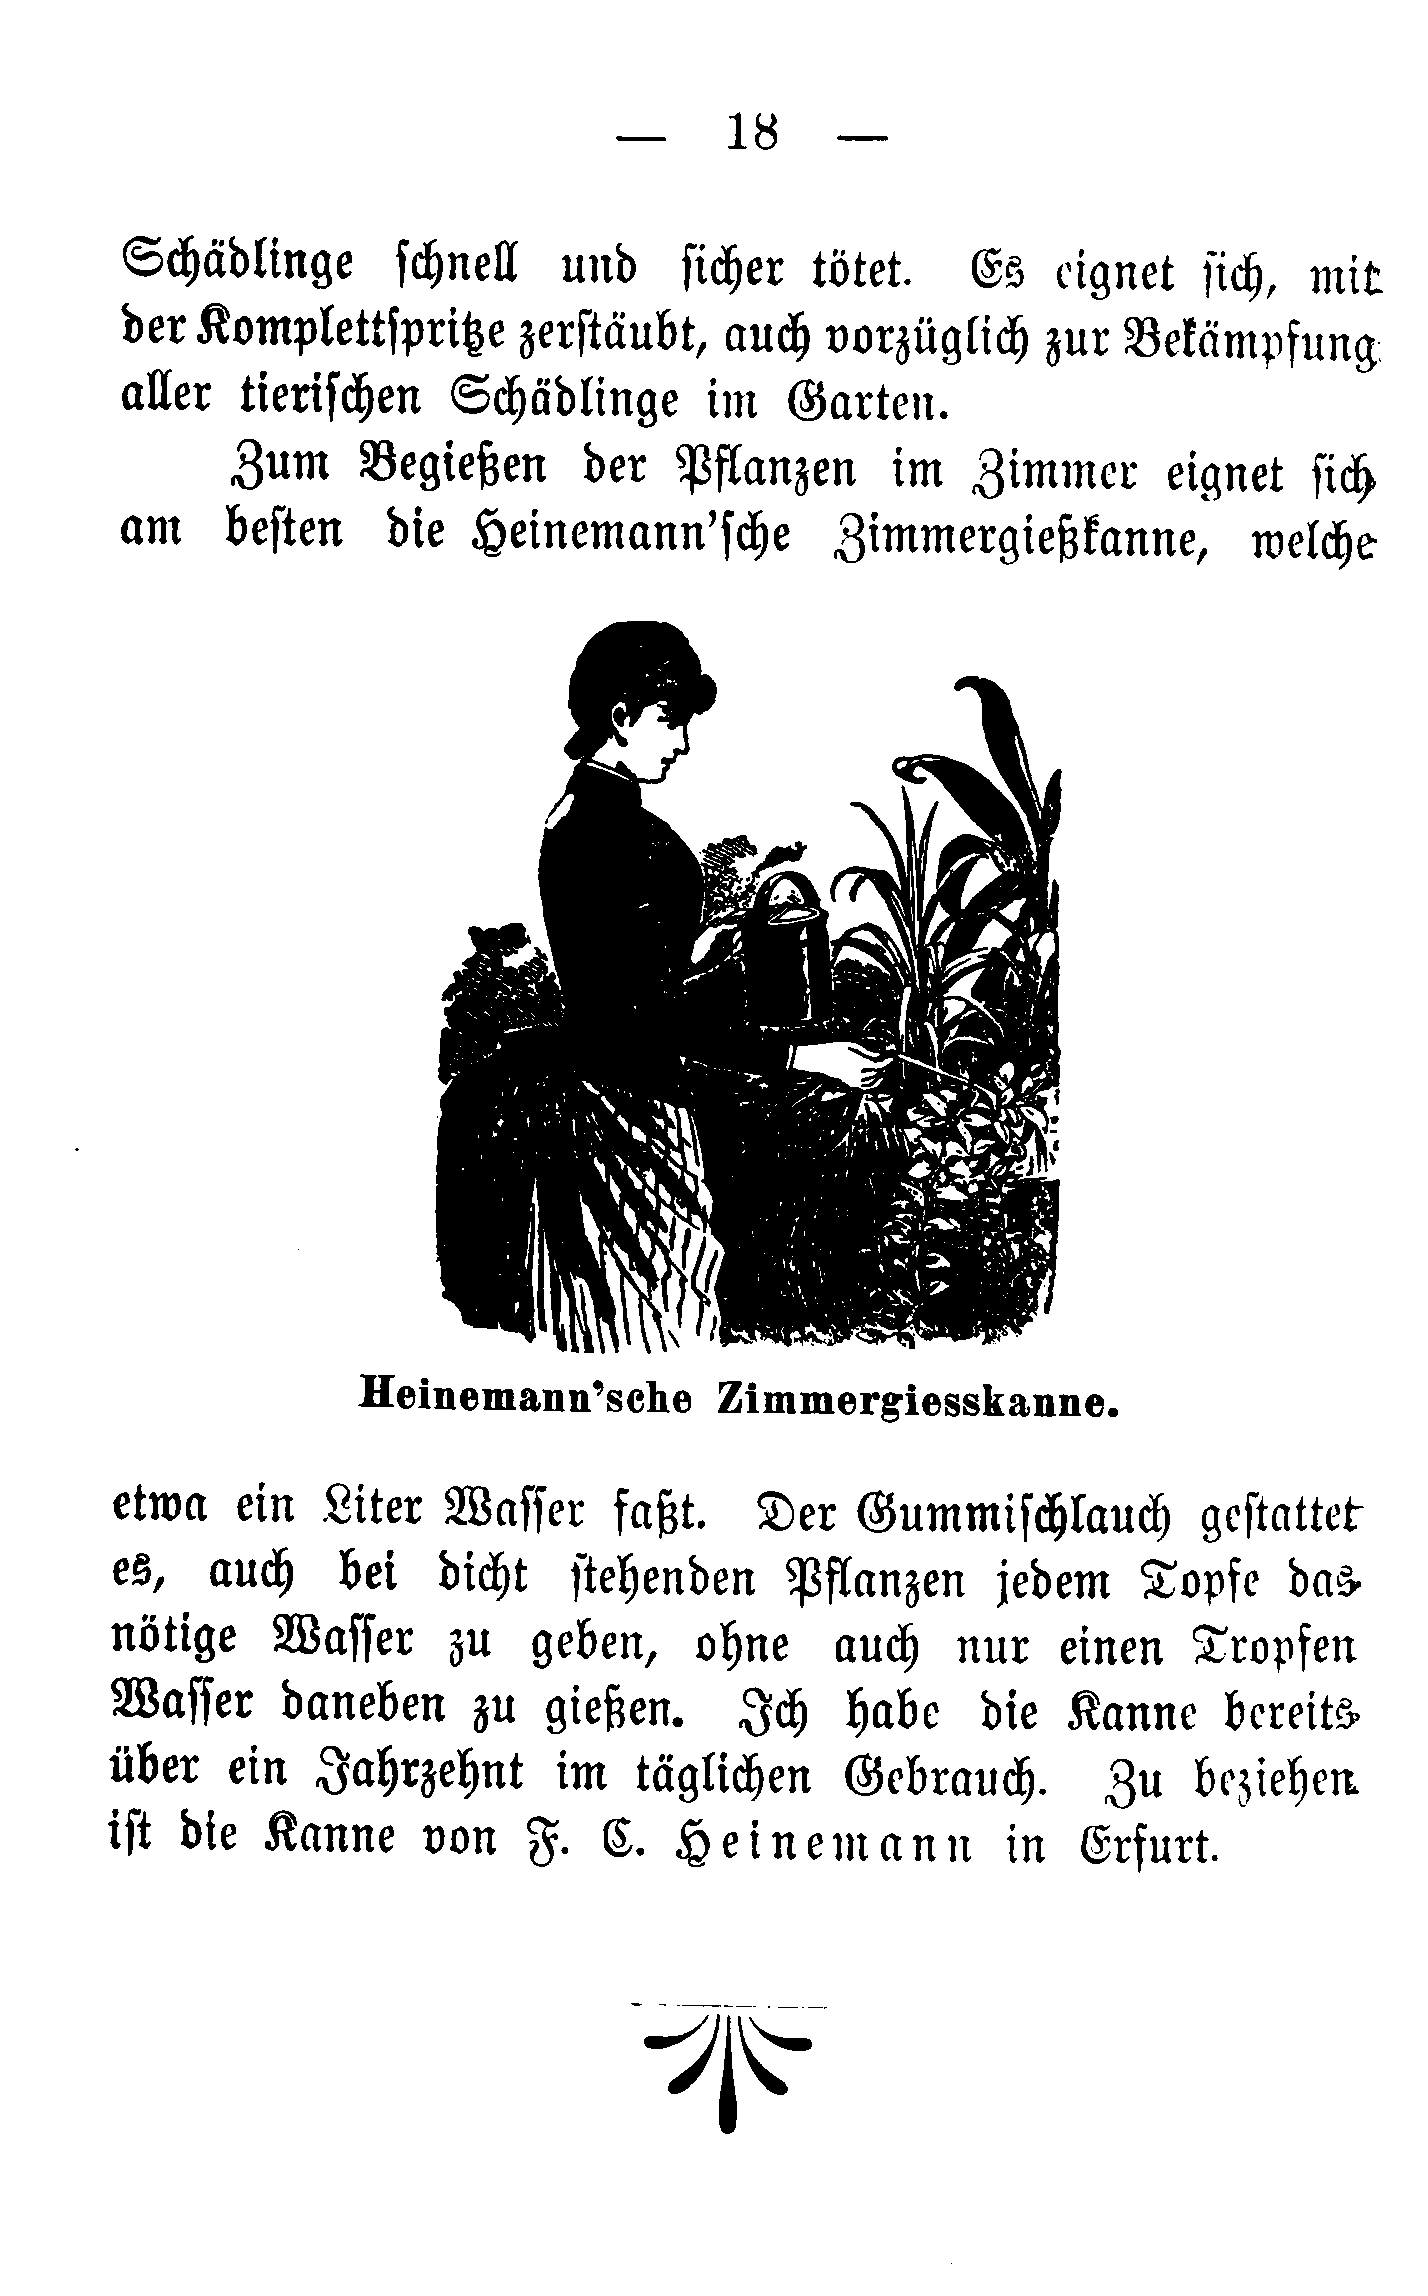 — 18 —
Schädlinge schnell und sicher tötet. Es eignet sich, mit
der Komplettspritze zerstäubt, auch vorzüglich zur Bekämpfung
aller tierischen Schädlinge im Garten.
Zum Begießen der Pflanzen im Zimmer eignet sich
am besten die Heinemann'sche Zimmergießkanne, welche
Heinemann'sche Zimmergiesskanne.
etwa ein Liter Wasser faßt. Der Gummischlauch gestattet
es, auch bei dicht stehenden Pflanzen jedem Topfe das
nötige Wasser zu geben, ohne auch nur einen Tropfen
Wasser daneben zu gießen. Ich habe die Kanne bereits
über ein Jahrzehnt im täglichen Gebrauch. Zu beziehen
ist die Kanne von F. C. Heinemann in Erfurt.